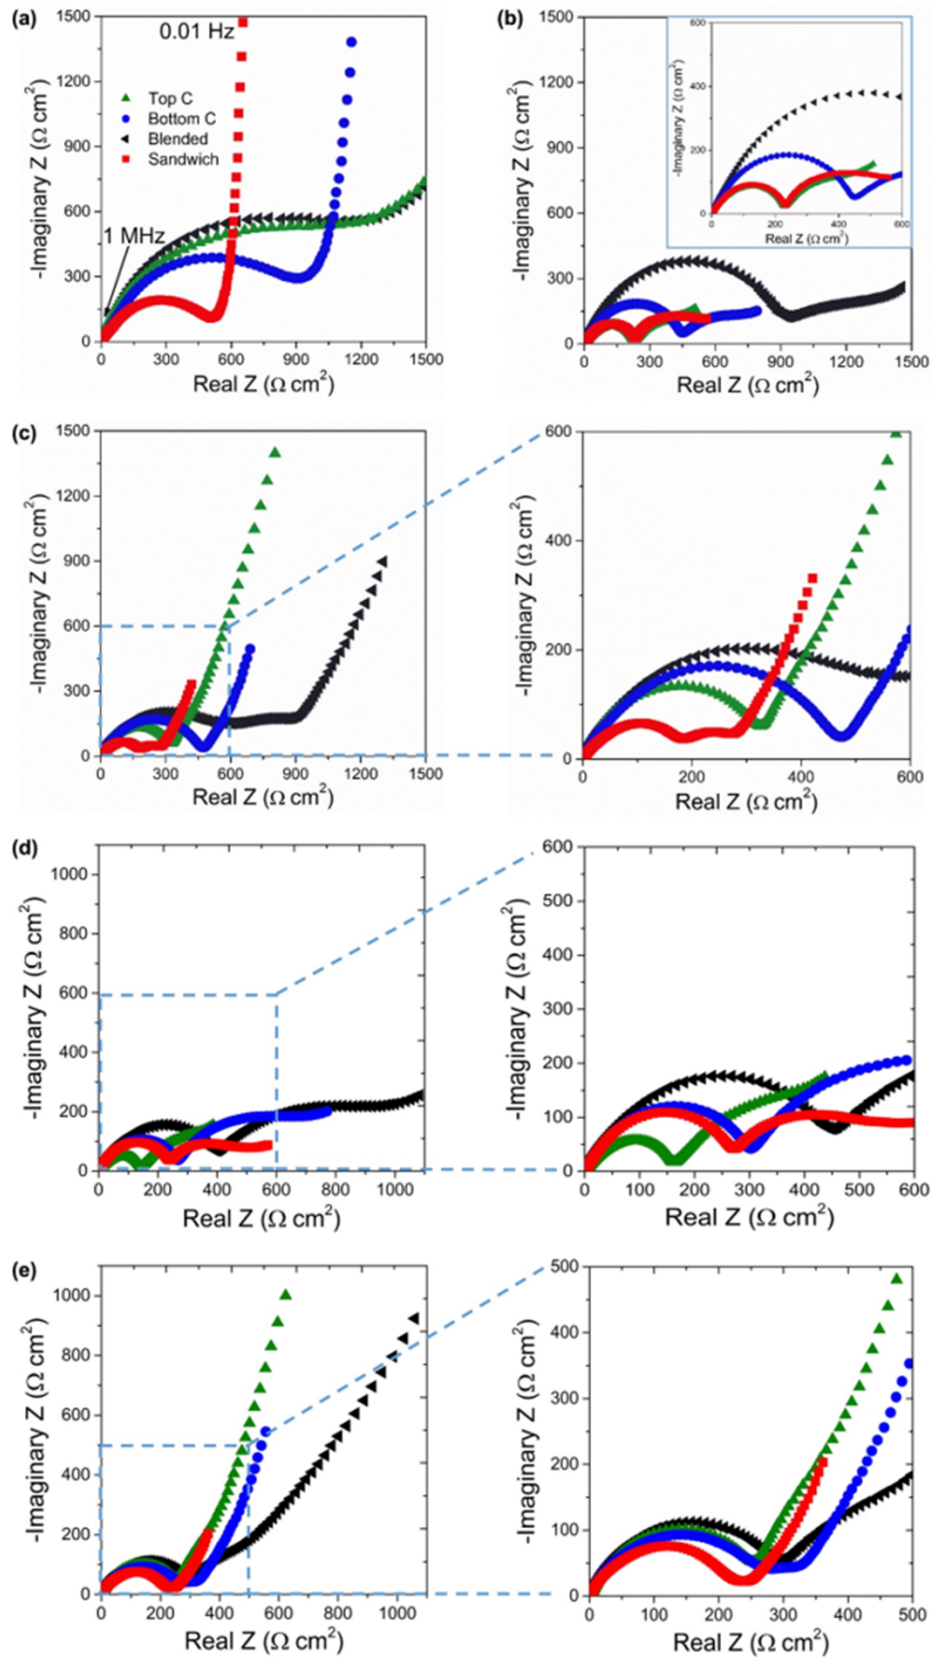 (a)
1500
1200
900
600
300
0
-Imaginary Z (Ω cm2)
0.01 Hz
Top C
Bottom C
Blended
Sandwich
1 MHz
0 300 600 900 1200 1500
Real Z (Ω cm2)
(b)
1500
1200
900
600
300
0
-Imaginary Z (Ω cm2)
600
400
200
0
-Imaginary Z (Ω cm2)
0 200 400 600
Real Z (Ω cm2)
0 300 600 900 1200 1500
Real Z (Ω cm2)
(c)
1500
1200
900
600
300
0
-Imaginary Z (Ω cm2)
0 300 600 900 1200 1500
Real Z (Ω cm2)
600
400
200
0
-Imaginary Z (Ω cm2)
0 200 400 600
Real Z (Ω cm2)
(d)
1000
800
600
400
200
0
-Imaginary Z (Ω cm2)
0 200 400 600 800 1000
Real Z (Ω cm2)
600
500
400
300
200
100
0
-Imaginary Z (Ω cm2)
0 100 200 300 400 500 600
Real Z (Ω cm2)
(e)
1000
800
600
400
200
0
-Imaginary Z (Ω cm2)
0 200 400 600 800 1000
Real Z (Ω cm2)
500
400
300
200
100
0
-Imaginary Z (Ω cm2)
0 100 200 300 400 500
Real Z (Ω cm2)